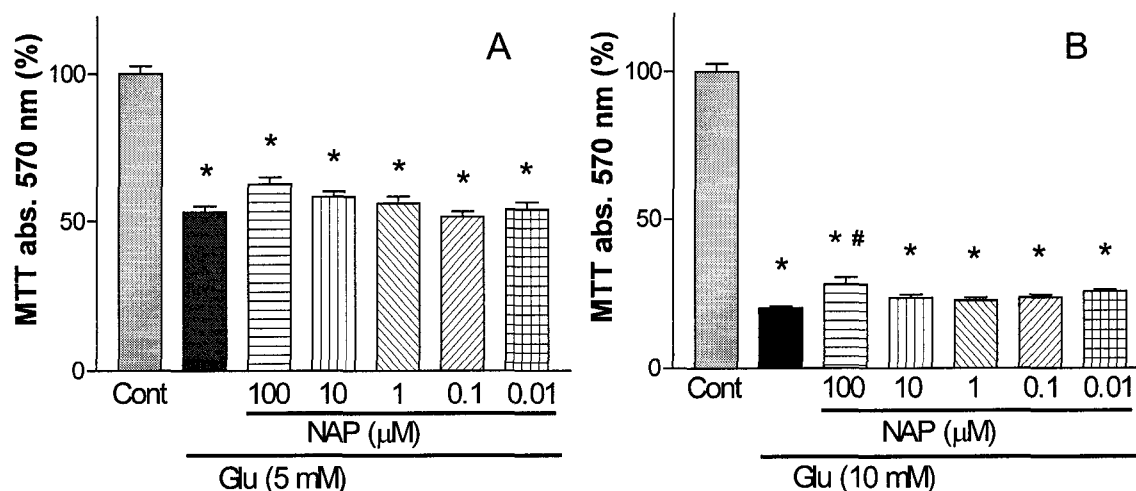 A
MTT abs. 570 nm (%)
100
50
0
* * * * * *
Cont 100 10 1 0.1 0.01
NAP (μM)
Glu (5 mM)
B
MTT abs. 570 nm (%)
100
50
0
* * # * * * *
Cont 100 10 1 0.1 0.01
NAP (μM)
Glu (10 mM)